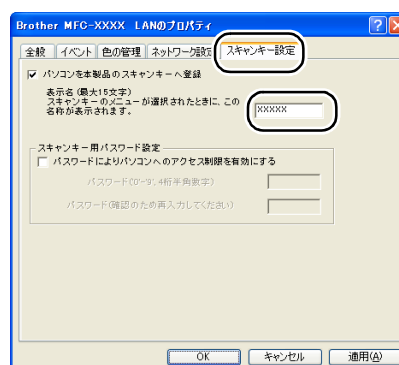 Brother MFC-XXXX LANのプロパティ
全般 イベント 色の管理 ネットワーク設定 スキャンキー設定
パソコンを本製品のスキャンキーへ登録
表示名(最大15文字)
スキャンキーのメニューが選択されたときに、この
名称が表示されます。
XXXXX
スキャンキー用パスワード設定
パスワードによりパソコンへのアクセス制限を有効にする
パスワード('0'-'9', 4桁半角数字)
パスワード(確認のため再入力してください)
OK キャンセル 適用(A)